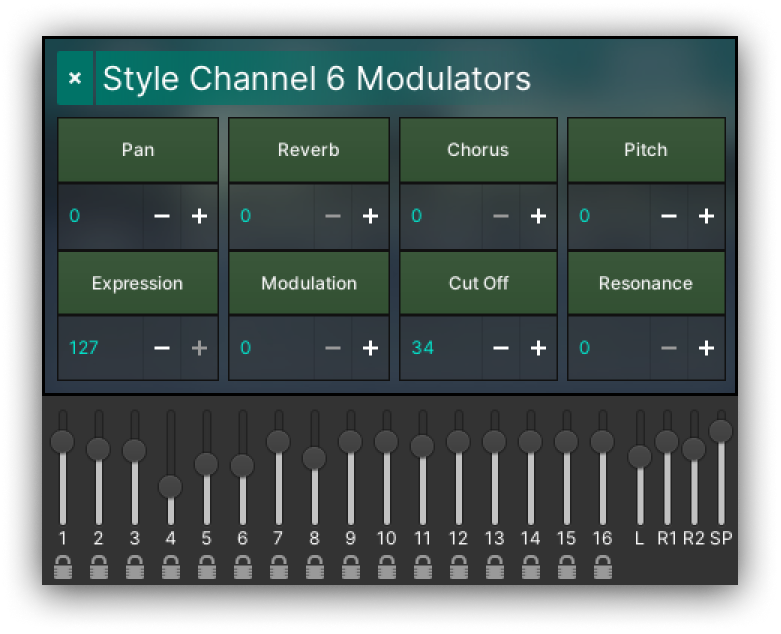 × Style Channel 6 Modulators
Pan Reverb Chorus Pitch
0 − + 0 − + 0 − + 0 − +
Expression Modulation Cut Off Resonance
127 − + 0 − + 34 − + 0 − +
1 2 3 4 5 6 7 8 9 10 11 12 13 14 15 16 L R1 R2 SP